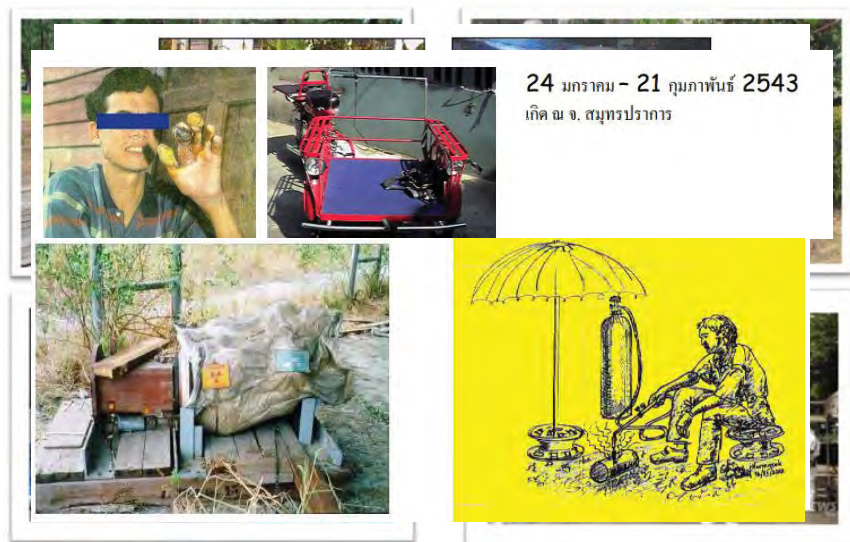 24 มกราคม – 21 กุมภาพันธ์ 2543
เกิด ณ จ. สมุทรปราการ